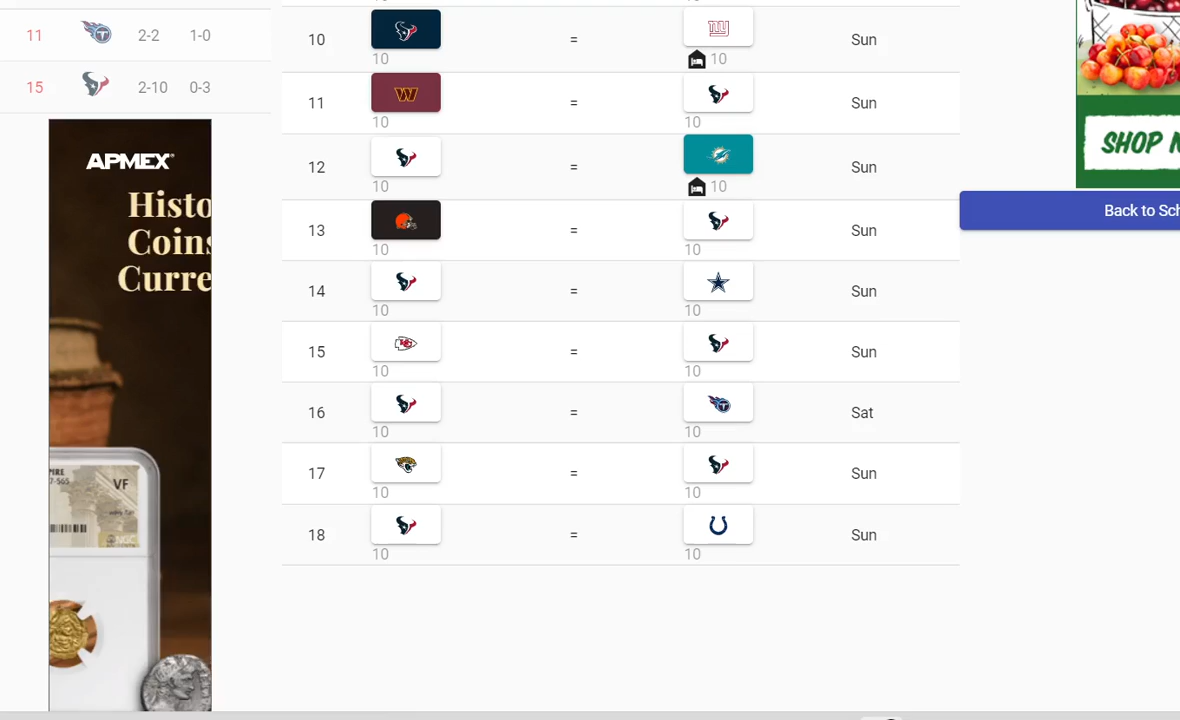 11 2-2 1-0
15 2-10 0-3
APMEX®
Histo
Coins
Curre
PIRE
VF
NGC
10 = Sun
10 10
11 = Sun
10 10
12 = Sun
10 10
13 = Sun
10 10
14 = Sun
10 10
15 = Sun
10 10
16 = Sat
10 10
17 = Sun
10 10
18 = Sun
10 10
SHOP N
Back to Sch